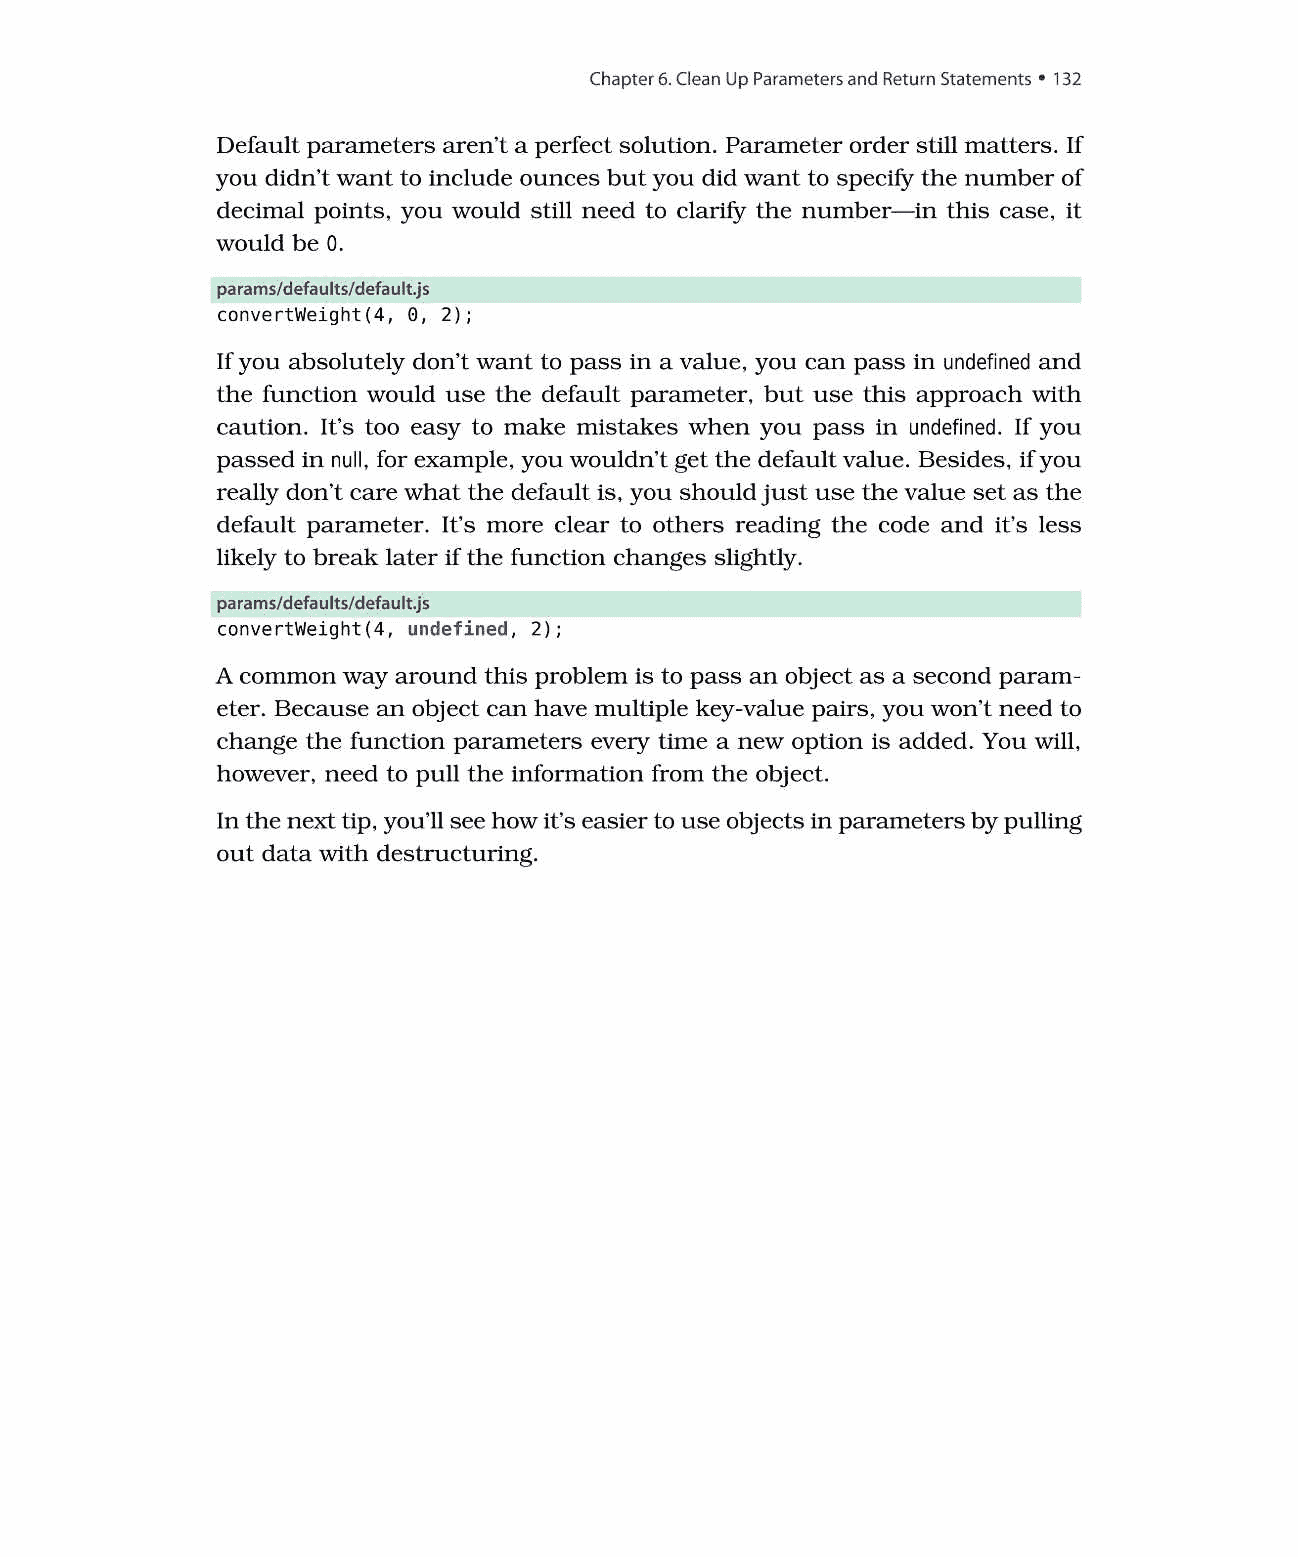 Chapter 6. Clean Up Parameters and Return Statements • 132
Default parameters aren’t a perfect solution. Parameter order still matters. If
you didn’t want to include ounces but you did want to specify the number of
decimal points, you would still need to clarify the number—in this case, it
would be 0.
params/defaults/default.js
convertWeight(4, 0, 2);
If you absolutely don’t want to pass in a value, you can pass in undefined and
the function would use the default parameter, but use this approach with
caution. It’s too easy to make mistakes when you pass in undefined. If you
passed in null, for example, you wouldn’t get the default value. Besides, if you
really don’t care what the default is, you should just use the value set as the
default parameter. It’s more clear to others reading the code and it’s less
likely to break later if the function changes slightly.
params/defaults/default.js
convertWeight(4, undefined, 2);
A common way around this problem is to pass an object as a second param-
eter. Because an object can have multiple key-value pairs, you won’t need to
change the function parameters every time a new option is added. You will,
however, need to pull the information from the object.
In the next tip, you’ll see how it’s easier to use objects in parameters by pulling
out data with destructuring.